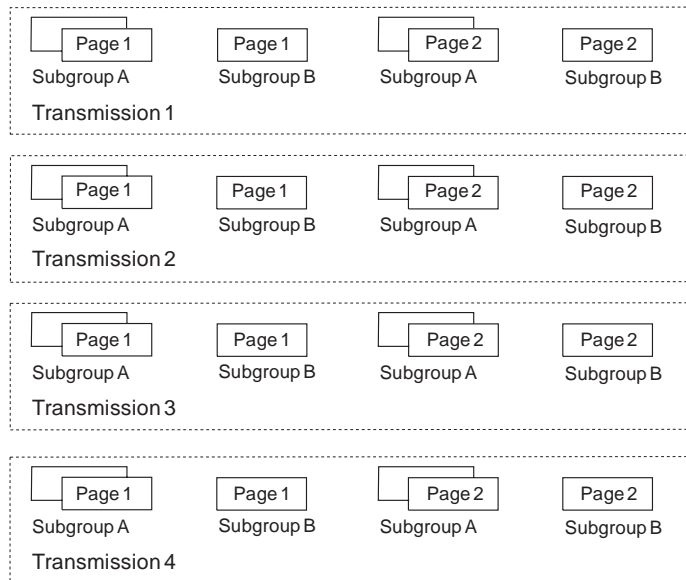 Page 1 Page 1 Page 2 Page 2
Subgroup A Subgroup B Subgroup A Subgroup B
Transmission 1
Page 1 Page 1 Page 2 Page 2
Subgroup A Subgroup B Subgroup A Subgroup B
Transmission 2
Page 1 Page 1 Page 2 Page 2
Subgroup A Subgroup B Subgroup A Subgroup B
Transmission 3
Page 1 Page 1 Page 2 Page 2
Subgroup A Subgroup B Subgroup A Subgroup B
Transmission 4